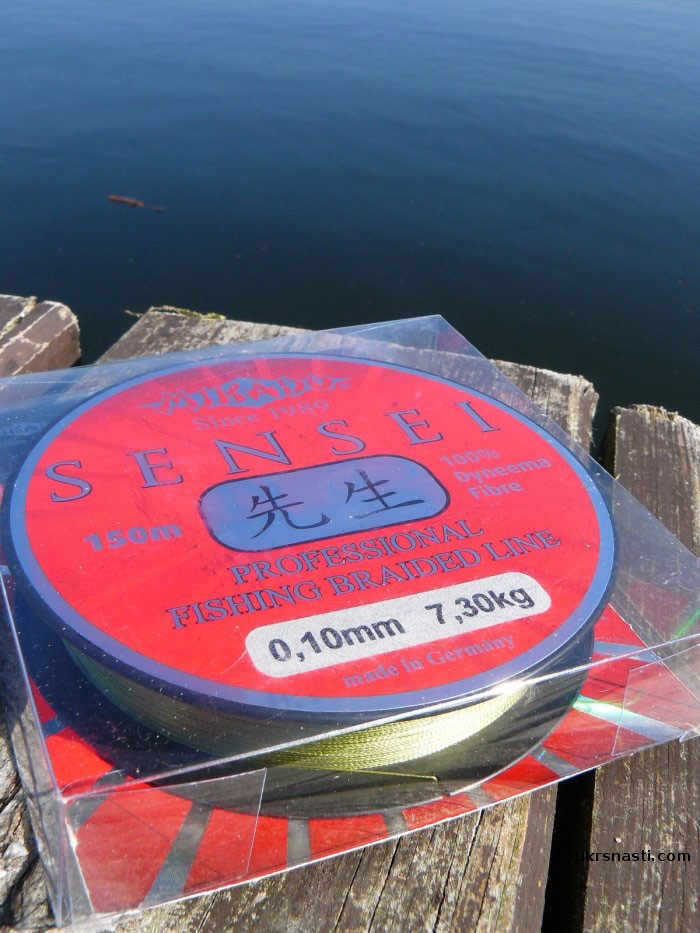 MIKADO
Since 1989
SENSEI
先生
100%
Dyneema
Fibre
150m
PROFESSIONAL
FISHING BRAIDED LINE
0,10mm 7,30kg
made in Germany
ukrsnasti.com